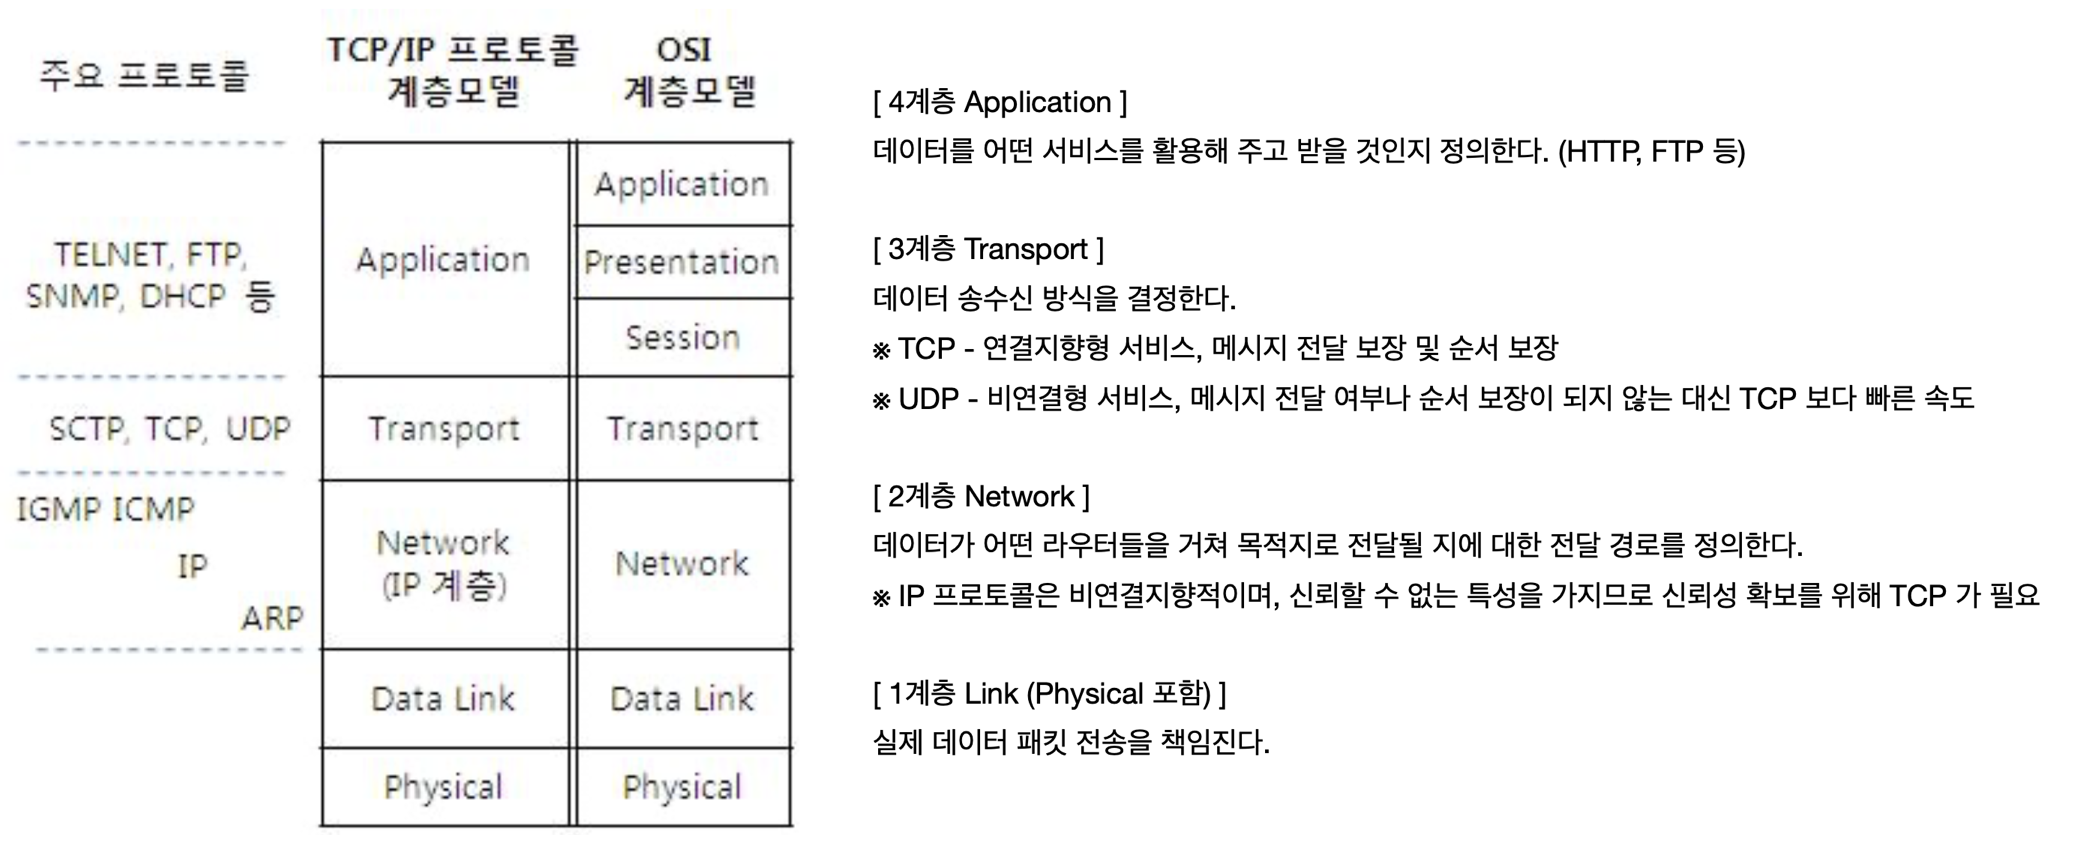 주요 프로토콜
TCP/IP 프로토콜
계층모델
OSI
계층모델
TELNET, FTP,
SNMP, DHCP 등
Application
Application
Presentation
Session
SCTP, TCP, UDP
Transport
Transport
IGMP ICMP
IP
ARP
Network
(IP 계층)
Network
Data Link
Data Link
Physical
Physical
[ 4계층 Application ]
데이터를 어떤 서비스를 활용해 주고 받을 것인지 정의한다. (HTTP, FTP 등)
[ 3계층 Transport ]
데이터 송수신 방식을 결정한다.
※ TCP - 연결지향형 서비스, 메시지 전달 보장 및 순서 보장
※ UDP - 비연결형 서비스, 메시지 전달 여부나 순서 보장이 되지 않는 대신 TCP 보다 빠른 속도
[ 2계층 Network ]
데이터가 어떤 라우터들을 거쳐 목적지로 전달될 지에 대한 전달 경로를 정의한다.
※ IP 프로토콜은 비연결지향적이며, 신뢰할 수 없는 특성을 가지므로 신뢰성 확보를 위해 TCP 가 필요
[ 1계층 Link (Physical 포함) ]
실제 데이터 패킷 전송을 책임진다.